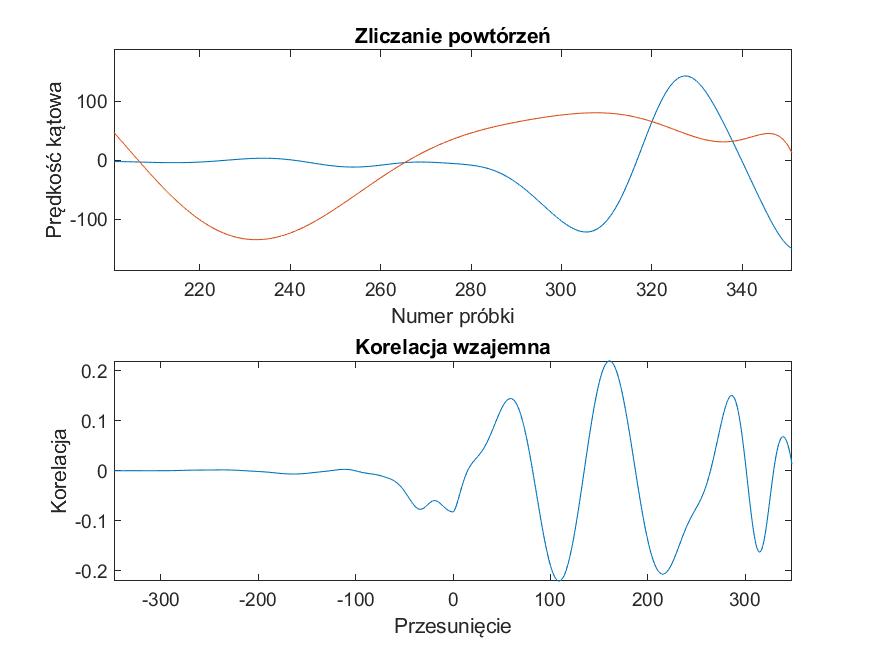 Zliczanie powtórzeń
Prędkość kątowa
100
0
-100
220 240 260 280 300 320 340
Numer próbki
Korelacja wzajemna
Korelacja
0.2
0.1
0
-0.1
-0.2
-300 -200 -100 0 100 200 300
Przesunięcie